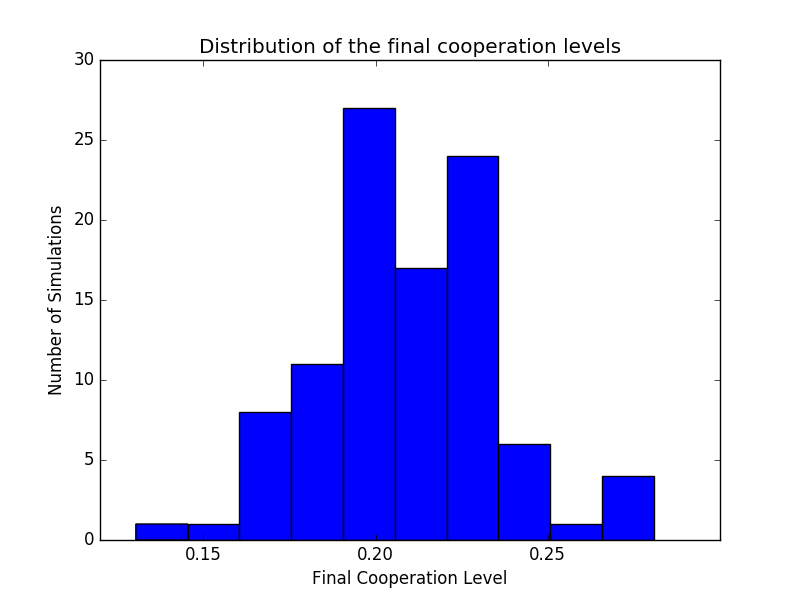 Distribution of the final cooperation levels
30
25
20
15
10
5
0
Number of Simulations
0.15 0.20 0.25
Final Cooperation Level